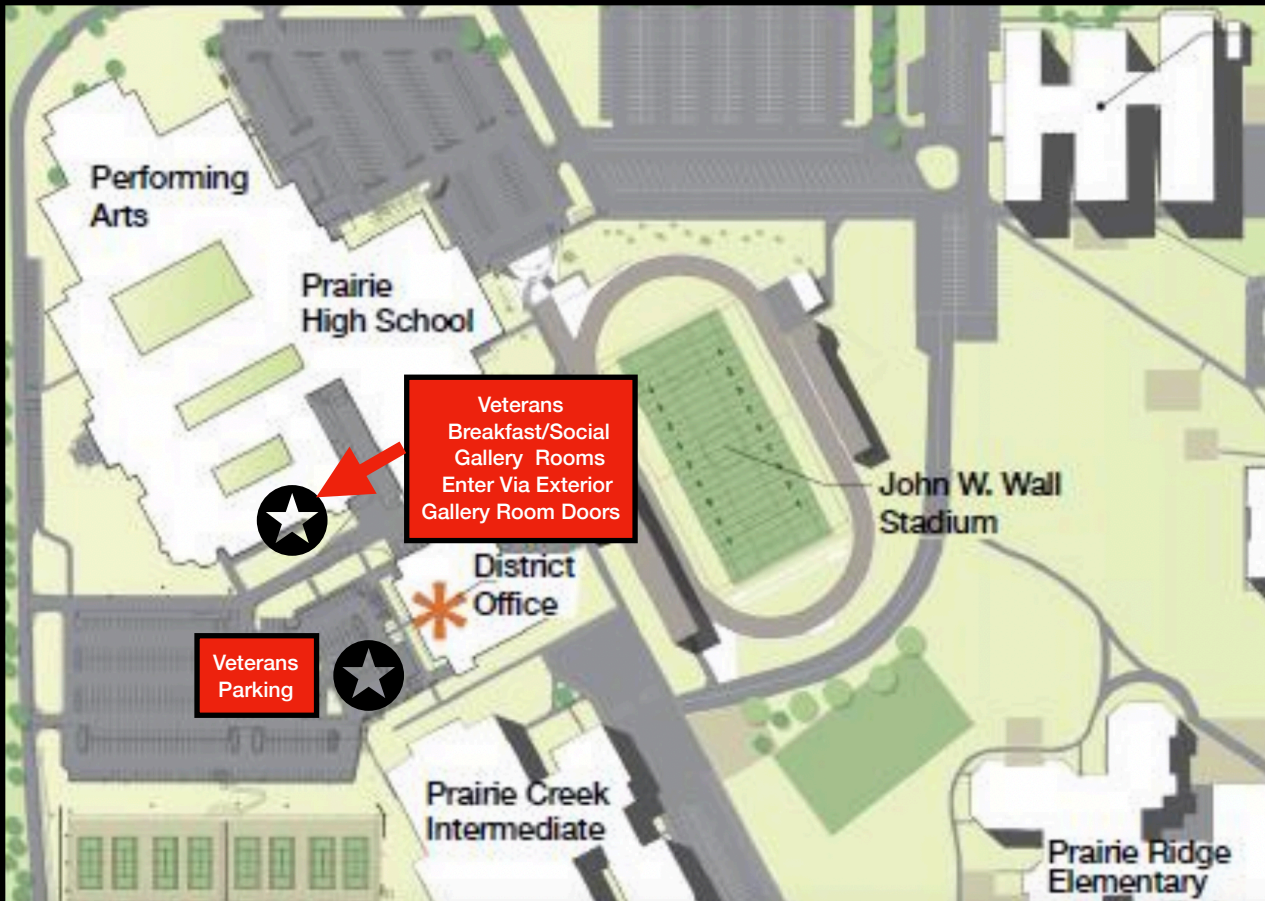 Performing
Arts
Prairie
High School
Veterans
Breakfast/Social
Gallery Rooms
Enter Via Exterior
Gallery Room Doors
John W. Wall
Stadium
District
Office
Veterans
Parking
Prairie Creek
Intermediate
Prairie Ridge
Elementary